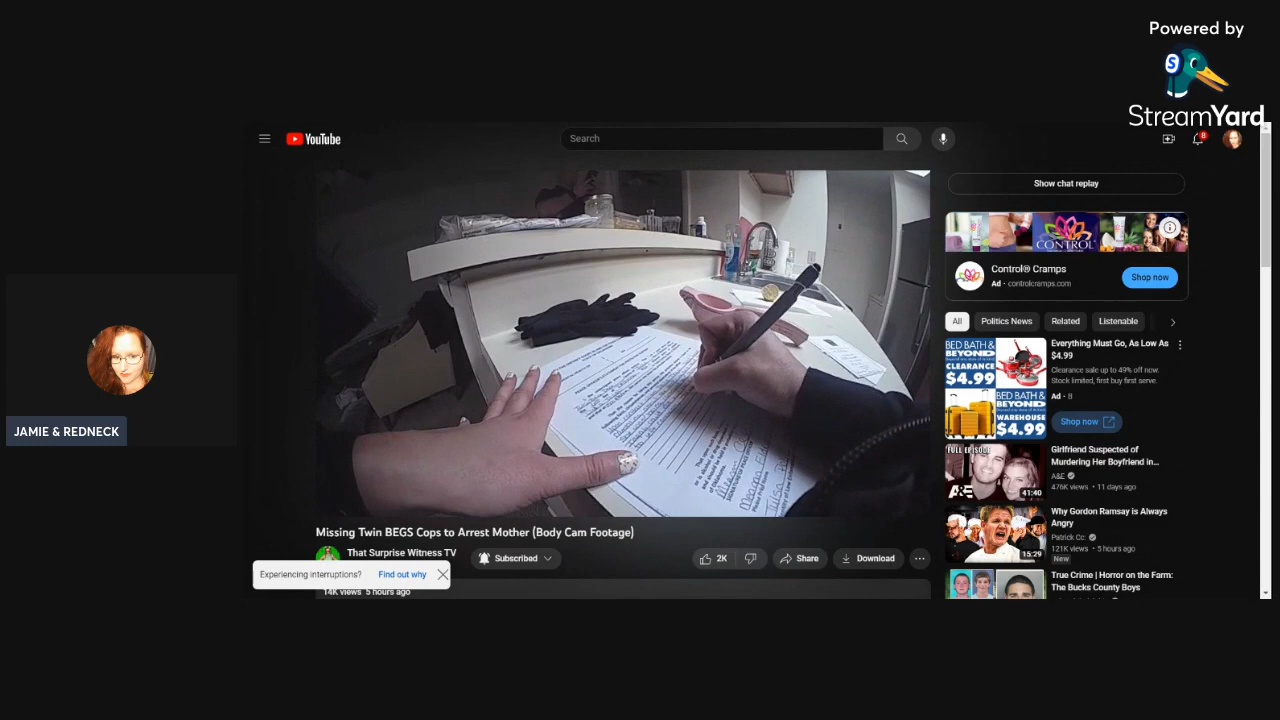 Powered by
StreamYard
YouTube
Search
8
Show chat replay
CONTROL
Control® Cramps
Ad · controlcramps.com
Shop now
All
Politics News
Related
Listenable
BED BATH &
BEYOND
CLEARANCE
$4.99
BED BATH &
BEYOND
WAREHOUSE
$4.99
Everything Must Go, As Low As
$4.99
Clearance sale up to 49% off now.
Stock limited, first buy first serve.
Ad ·
Shop now
FULL EPISODE
A&E
41:40
Girlfriend Suspected of
Murdering Her Boyfriend in...
A&E
476K views · 11 days ago
15:29
Why Gordon Ramsay is Always
Angry
Patrick Cc:
121K views · 5 hours ago
New
True Crime | Horror on the Farm:
The Bucks County Boys
JAMIE & REDNECK
Missing Twin BEGS Cops to Arrest Mother (Body Cam Footage)
That Surprise Witness TV
Subscribed
2K
Share
Download
Experiencing interruptions?
Find out why
14K views 5 hours ago